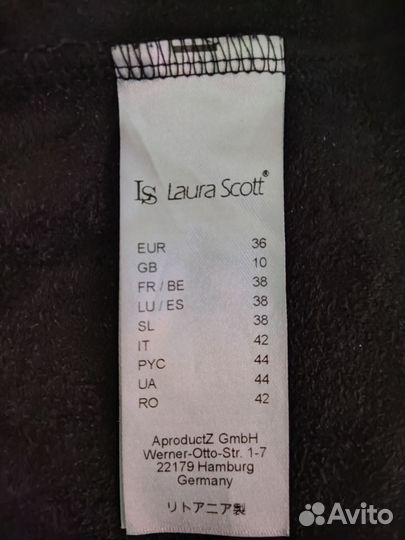 LS Laura Scott®
EUR 36
GB 10
FR / BE 38
LU / ES 38
SL 38
IT 42
PYC 44
UA 44
RO 42
AproductZ GmbH
Werner-Otto-Str. 1-7
22179 Hamburg
Germany
リトアニア製
Avito